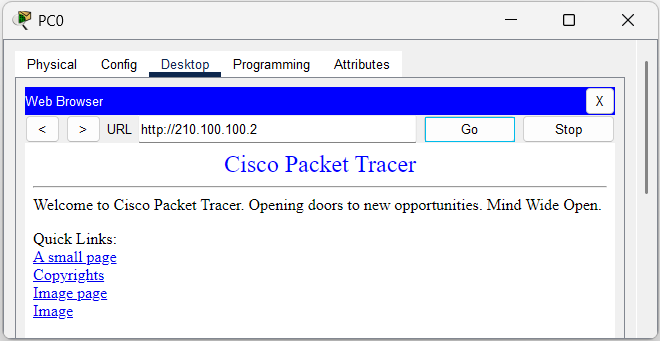 PC0
Physical Config Desktop Programming Attributes
Web Browser X
< > URL http://210.100.100.2 Go Stop
Cisco Packet Tracer
Welcome to Cisco Packet Tracer. Opening doors to new opportunities. Mind Wide Open.
Quick Links:
A small page
Copyrights
Image page
Image